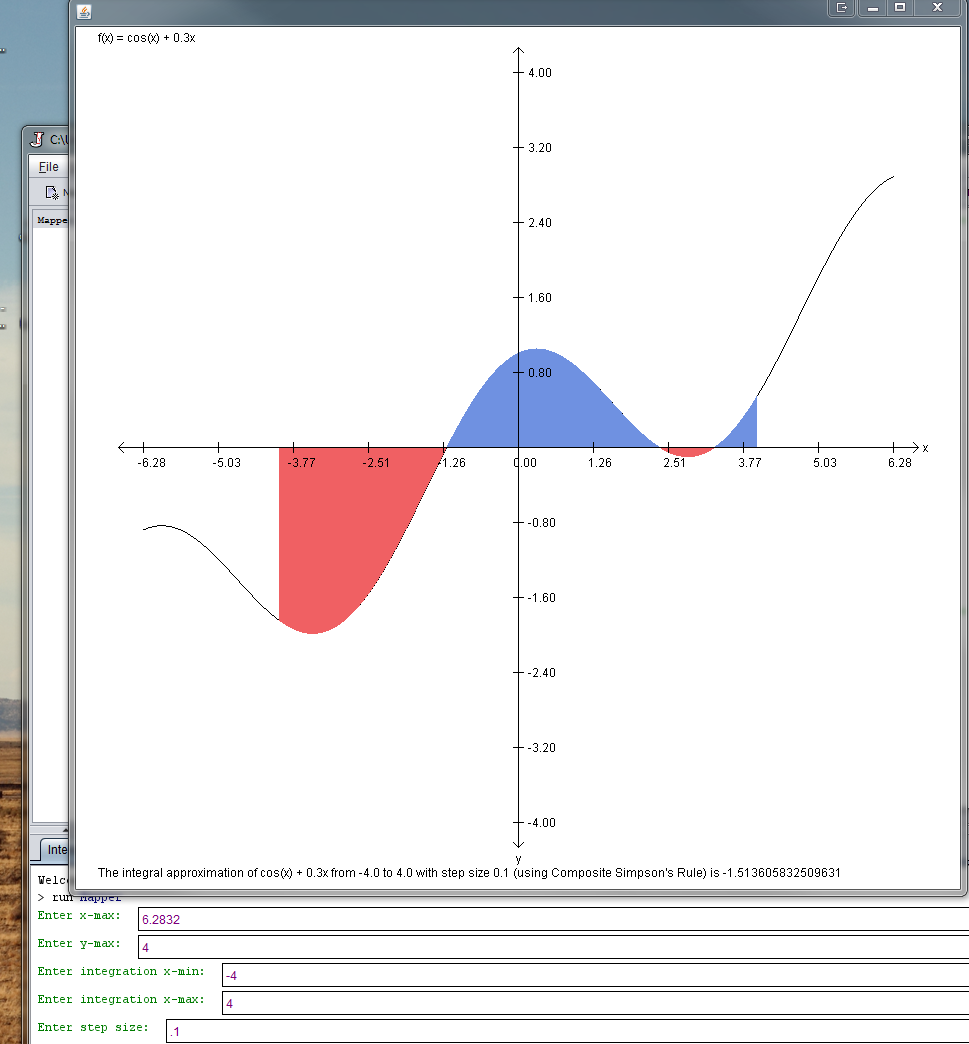 f(x) = cos(x) + 0.3x
4.00
3.20
2.40
1.60
0.80
-6.28 -5.03 -3.77 -2.51 -1.26 0.00 1.26 2.51 3.77 5.03 6.28 x
-0.80
-1.60
-2.40
-3.20
-4.00
y
The integral approximation of cos(x) + 0.3x from -4.0 to 4.0 with step size 0.1 (using Composite Simpson's Rule) is -1.513605832509631
C:\
File
N
Mappe
Inte
Welc
> run Mapper
Enter x-max: 6.2832
Enter y-max: 4
Enter integration x-min: -4
Enter integration x-max: 4
Enter step size: .1